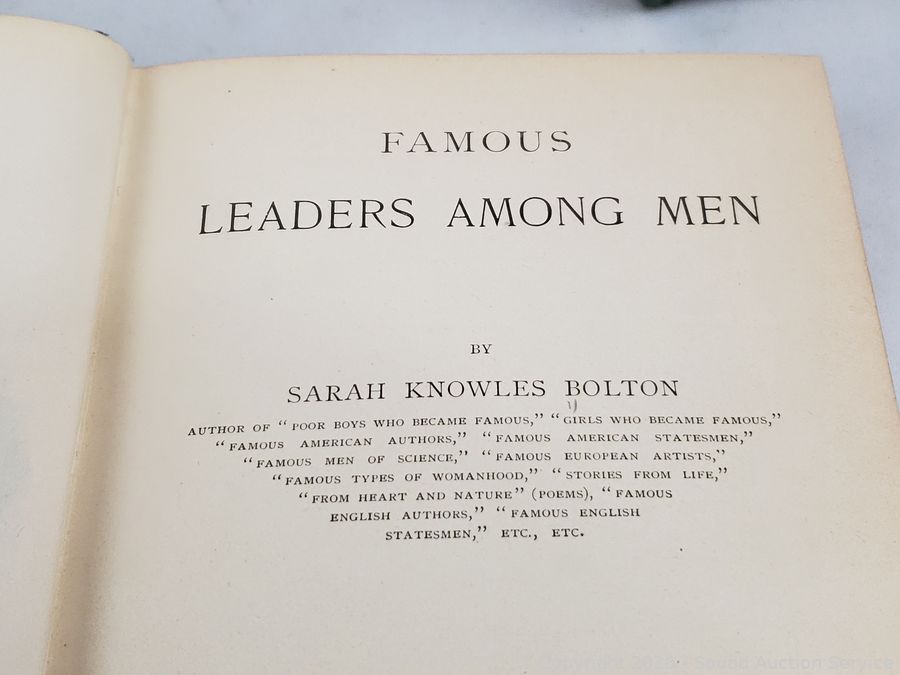 FAMOUS
LEADERS AMONG MEN
BY
SARAH KNOWLES BOLTON
AUTHOR OF "POOR BOYS WHO BECAME FAMOUS," "GIRLS WHO BECAME FAMOUS,"
"FAMOUS AMERICAN AUTHORS," "FAMOUS AMERICAN STATESMEN,"
"FAMOUS MEN OF SCIENCE," "FAMOUS EUROPEAN ARTISTS,"
"FAMOUS TYPES OF WOMANHOOD," "STORIES FROM LIFE,"
"FROM HEART AND NATURE" (POEMS), "FAMOUS
ENGLISH AUTHORS," "FAMOUS ENGLISH
STATESMEN," ETC., ETC.
Sound Auction Service